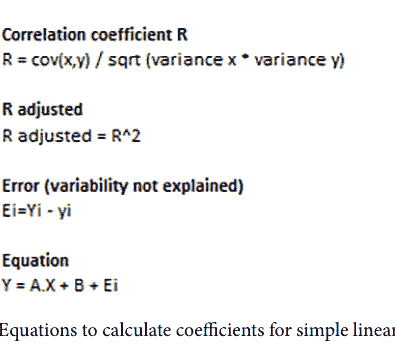 Correlation coefficient R
R = cov(x,y) / sqrt (variance x * variance y)
R adjusted
R adjusted = R^2
Error (variability not explained)
Ei=Yi - yi
Equation
Y = A.X + B + Ei
Equations to calculate coefficients for simple linear